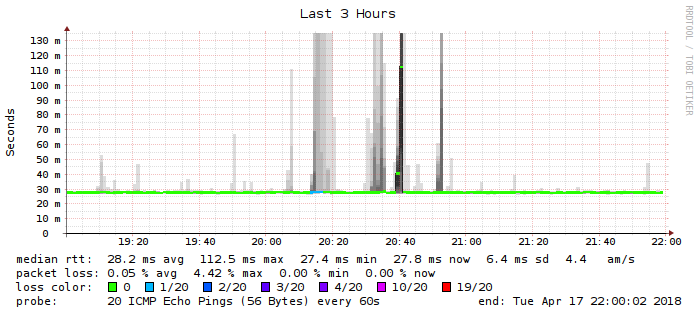 Last 3 Hours
RRDTOOL / TOBI OETIKER
Seconds
130 m
120 m
110 m
100 m
90 m
80 m
70 m
60 m
50 m
40 m
30 m
20 m
10 m
0
19:20 19:40 20:00 20:20 20:40 21:00 21:20 21:40 22:00
median rtt: 28.2 ms avg 112.5 ms max 27.4 ms min 27.8 ms now 6.4 ms sd 4.4 am/s
packet loss: 0.05 % avg 4.42 % max 0.00 % min 0.00 % now
loss color: 0 1/20 2/20 3/20 4/20 10/20 19/20
probe: 20 ICMP Echo Pings (56 Bytes) every 60s end: Tue Apr 17 22:00:02 2018